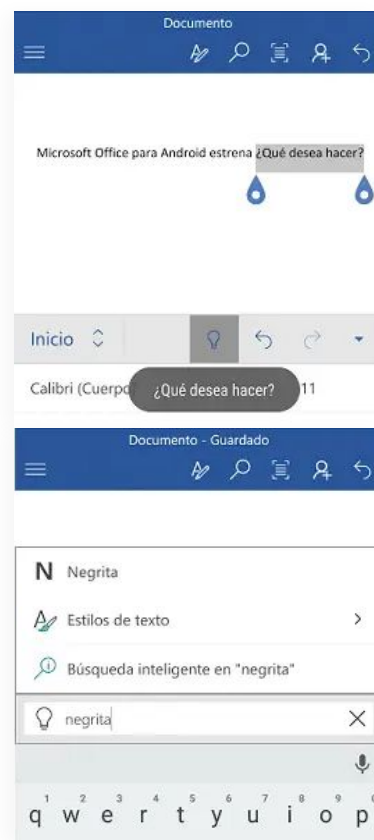 Documento
Microsoft Office para Android estrena ¿Qué desea hacer?
Inicio
Calibri (Cuerpo
¿Qué desea hacer?
11
Documento - Guardado
N Negrita
Estilos de texto
Búsqueda inteligente en "negrita"
negrita
1 2 3 4 5 6 7 8 9 0
q w e r t y u i o p